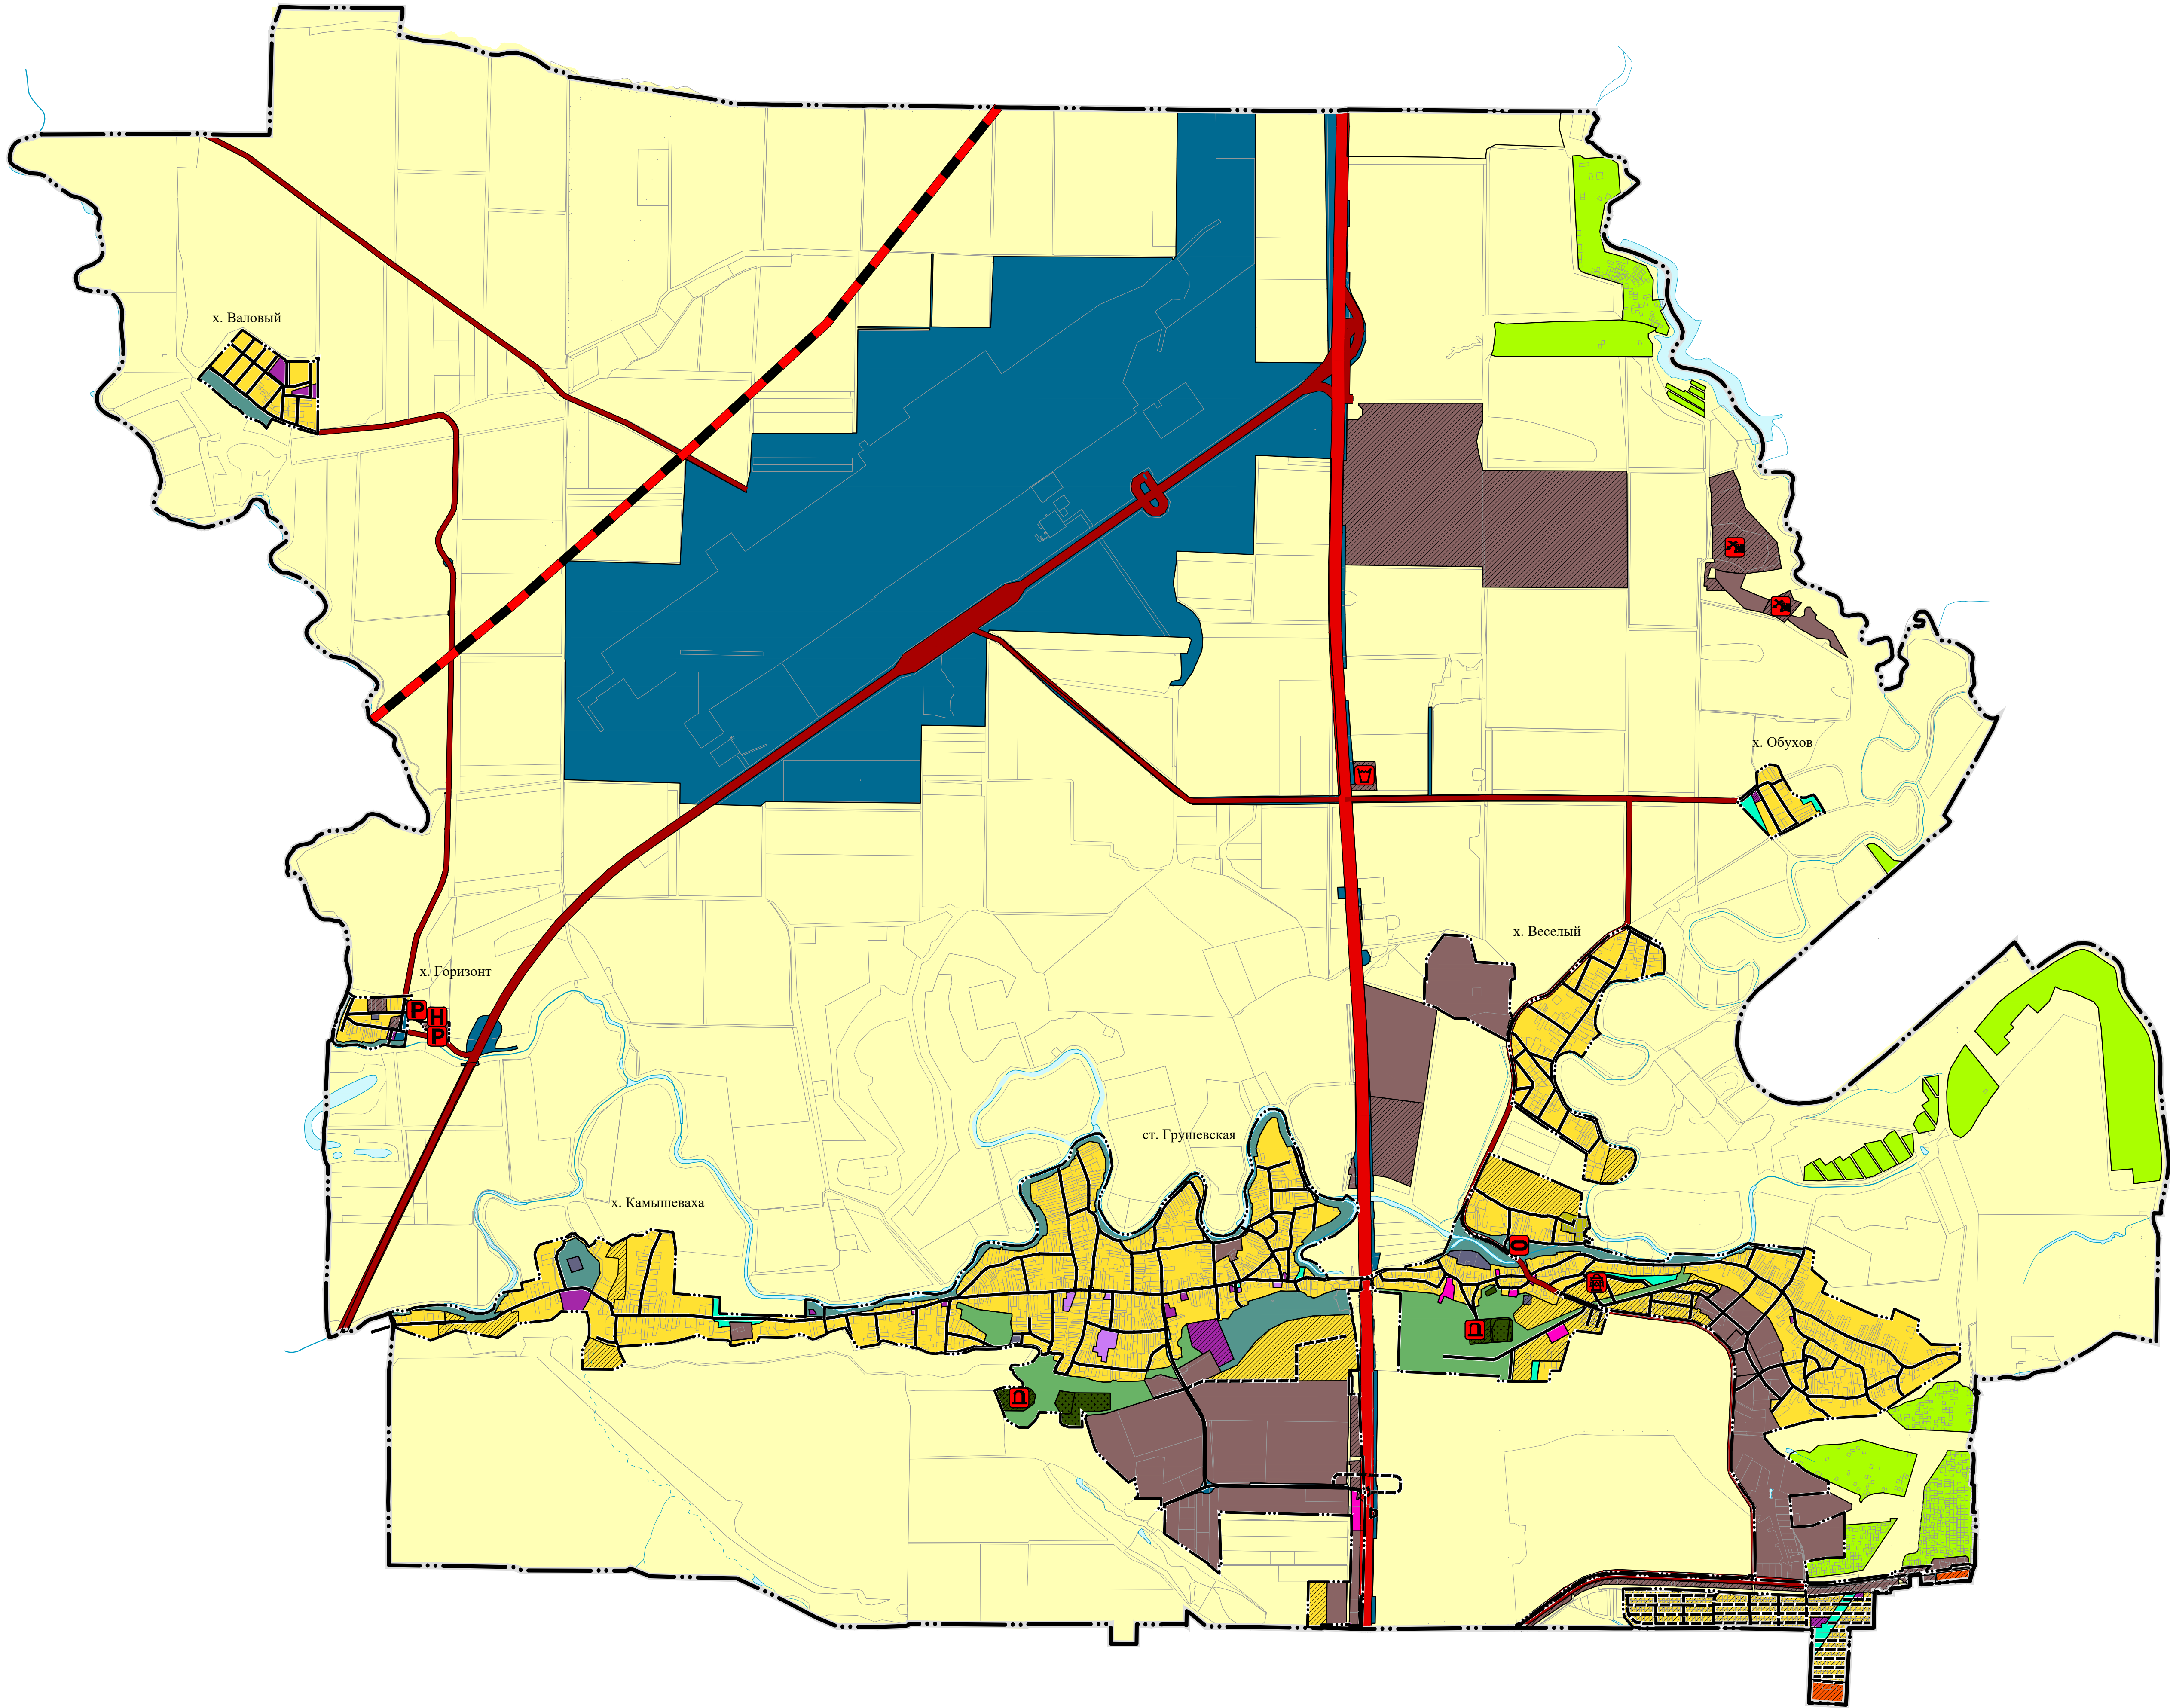 х. Валовый
х. Обухов
х. Веселый
х. Горизонт
Р
Н
Р
ст. Грушевская
х. Камышеваха